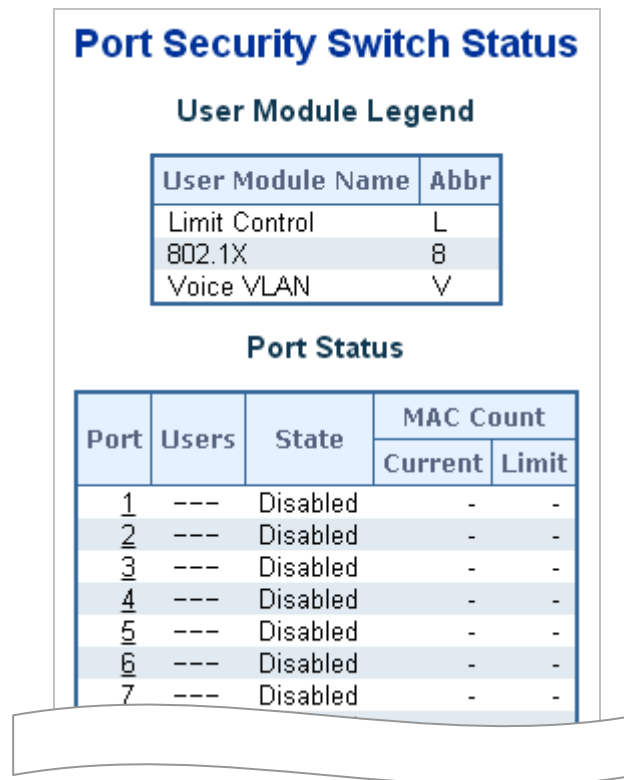 Port Security Switch Status
User Module Legend
User Module Name Abbr
Limit Control L
802.1X 8
Voice VLAN V
Port Status
Port Users State MAC Count
Current Limit
1 --- Disabled - -
2 --- Disabled - -
3 --- Disabled - -
4 --- Disabled - -
5 --- Disabled - -
6 --- Disabled - -
7 --- Disabled - -